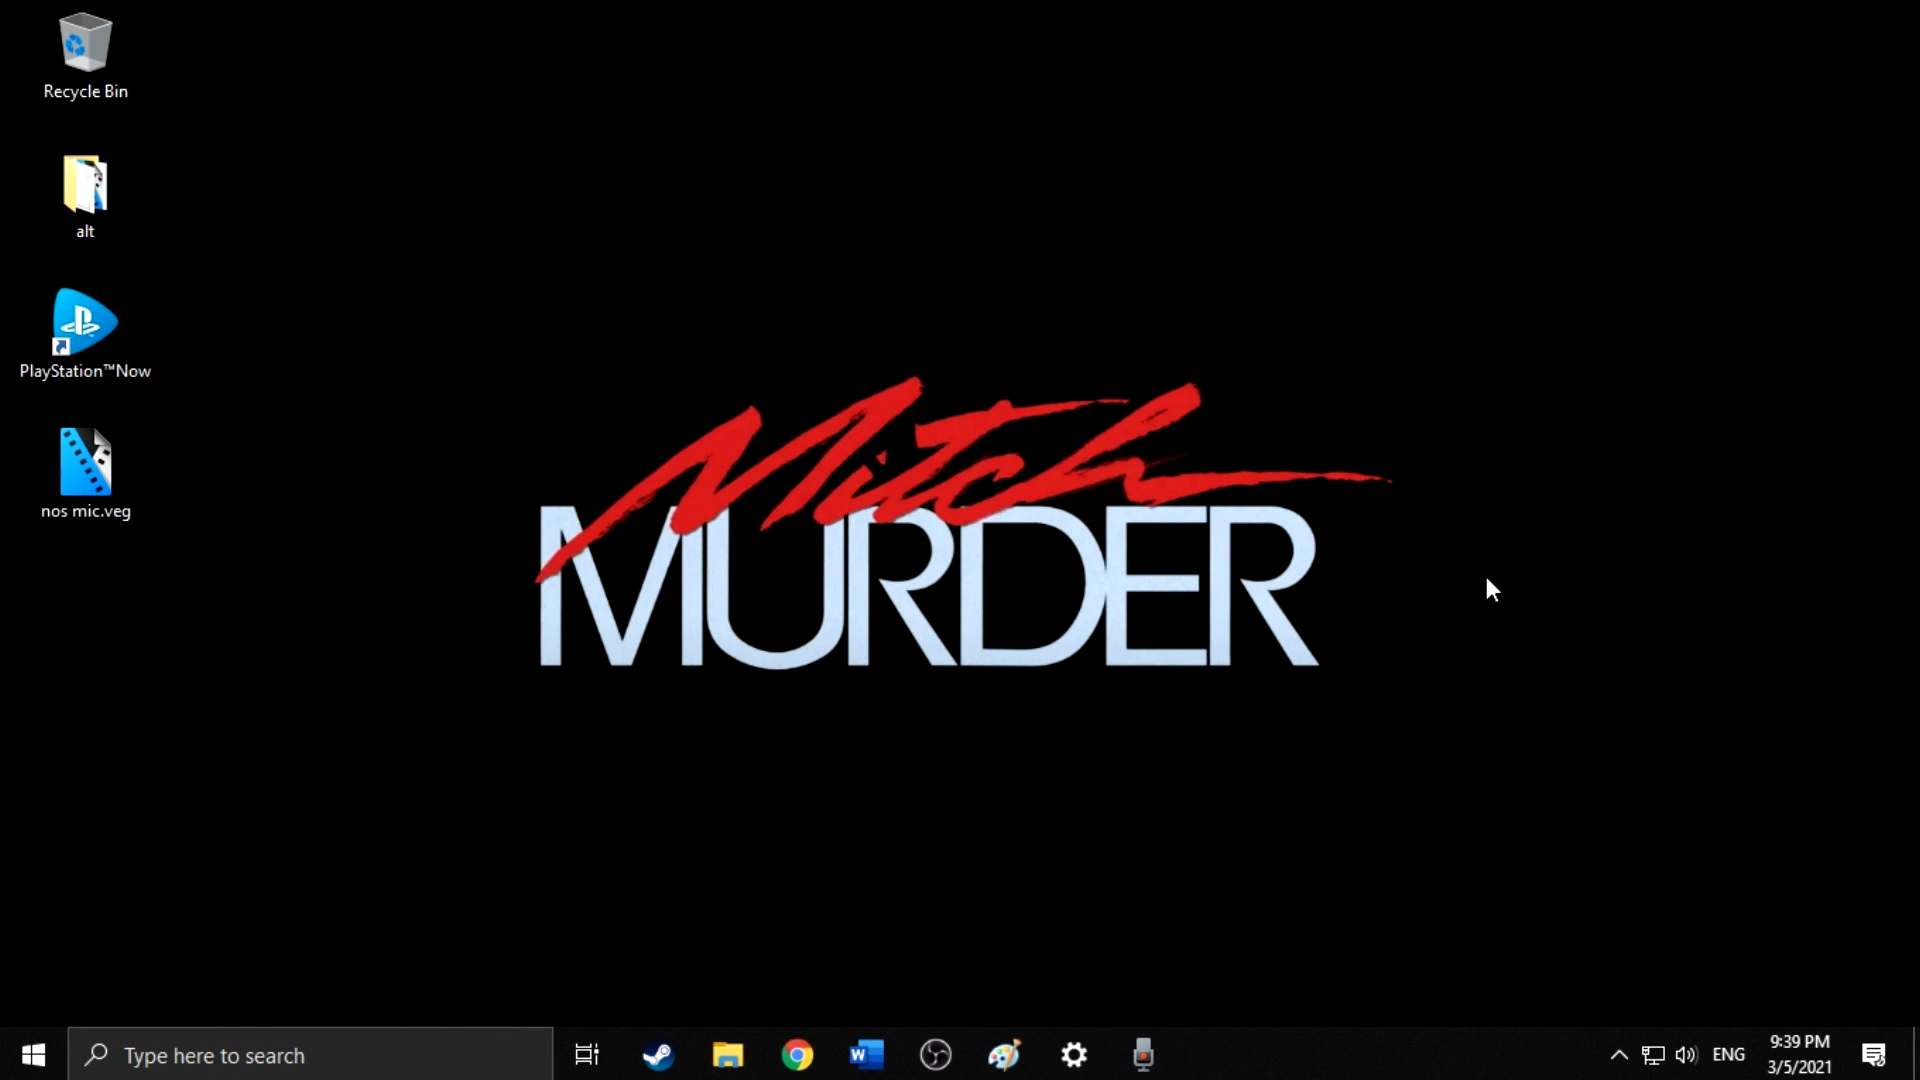 Recycle Bin
alt
PlayStation™Now
nos mic.veg
Mitch
MURDER
Type here to search
ENG
9:39 PM
3/5/2021